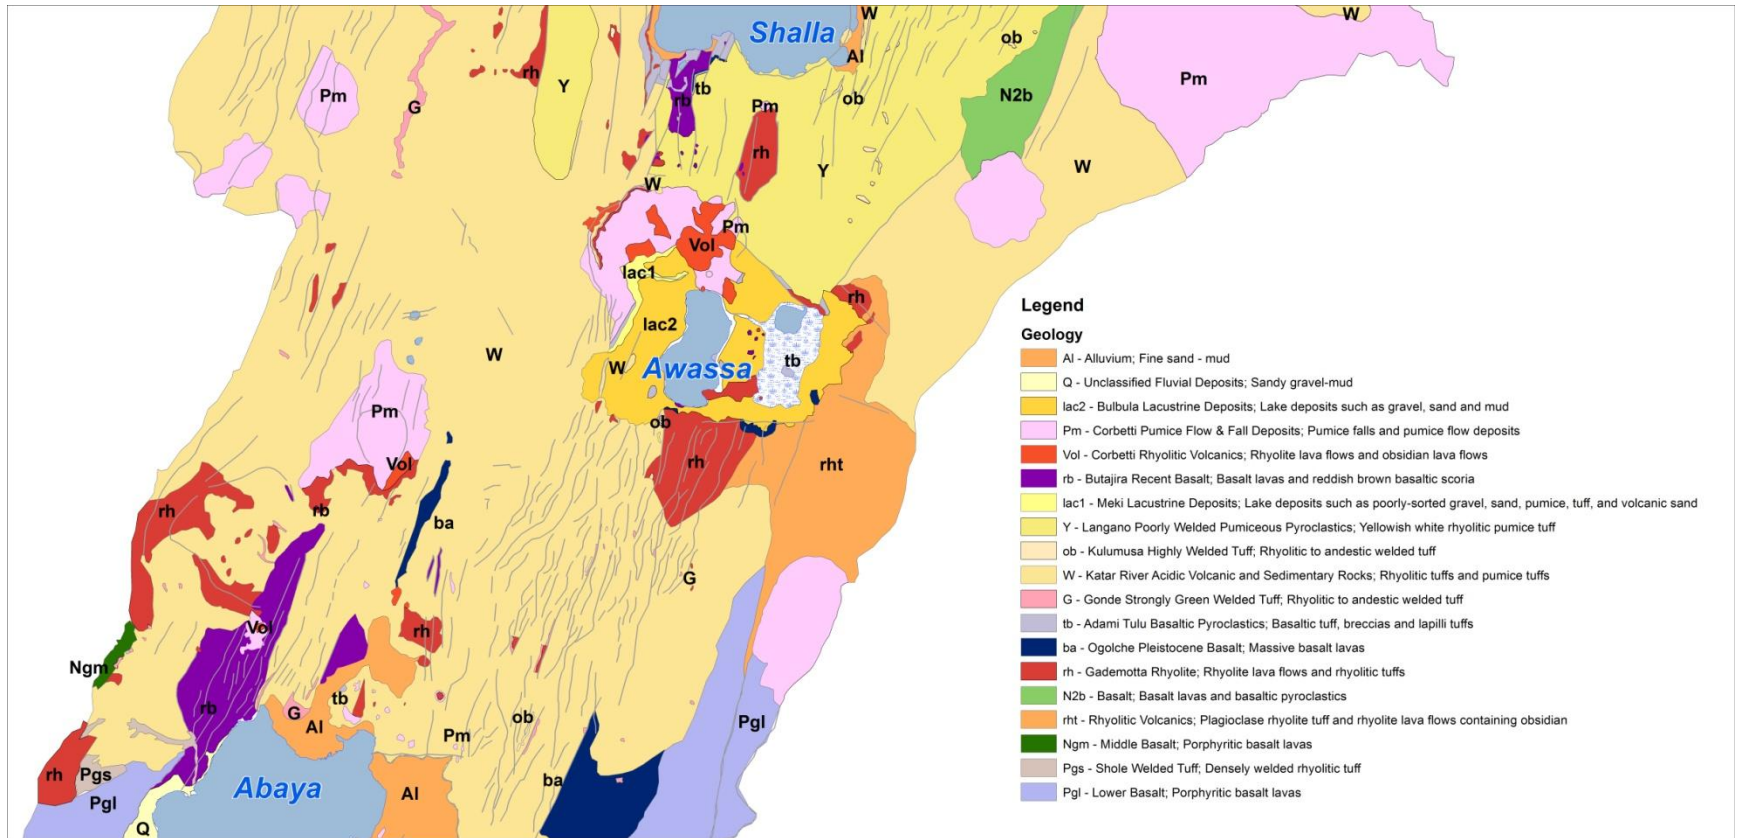 Shalla
W
W
Al
ob
rh
Y
Pm
G
tb
rb
Pm
ob
N2b
Pm
rh
Y
W
W
Pm
Vol
lac1
rh
lac2
W
W
Awassa
tb
Pm
ob
Vol
rh
rht
rh
rb
ba
G
Vol
rh
Ngm
rb
tb
G
Al
ob
Pm
Pgl
rh
Pgs
Pgl
ba
Abaya
Al
Q
Legend
Geology
Al - Alluvium; Fine sand - mud
Q - Unclassified Fluvial Deposits; Sandy gravel-mud
lac2 - Bulbula Lacustrine Deposits; Lake deposits such as gravel, sand and mud
Pm - Corbetti Pumice Flow & Fall Deposits; Pumice falls and pumice flow deposits
Vol - Corbetti Rhyolitic Volcanics; Rhyolite lava flows and obsidian lava flows
rb - Butajira Recent Basalt; Basalt lavas and reddish brown basaltic scoria
lac1 - Meki Lacustrine Deposits; Lake deposits such as poorly-sorted gravel, sand, pumice, tuff, and volcanic sand
Y - Langano Poorly Welded Pumiceous Pyroclastics; Yellowish white rhyolitic pumice tuff
ob - Kulumusa Highly Welded Tuff; Rhyolitic to andestic welded tuff
W - Katar River Acidic Volcanic and Sedimentary Rocks; Rhyolitic tuffs and pumice tuffs
G - Gonde Strongly Green Welded Tuff; Rhyolitic to andestic welded tuff
tb - Adami Tulu Basaltic Pyroclastics; Basaltic tuff, breccias and lapilli tuffs
ba - Ogolche Pleistocene Basalt; Massive basalt lavas
rh - Gademotta Rhyolite; Rhyolite lava flows and rhyolitic tuffs
N2b - Basalt; Basalt lavas and basaltic pyroclastics
rht - Rhyolitic Volcanics; Plagioclase rhyolite tuff and rhyolite lava flows containing obsidian
Ngm - Middle Basalt; Porphyritic basalt lavas
Pgs - Shole Welded Tuff; Densely welded rhyolitic tuff
Pgl - Lower Basalt; Porphyritic basalt lavas